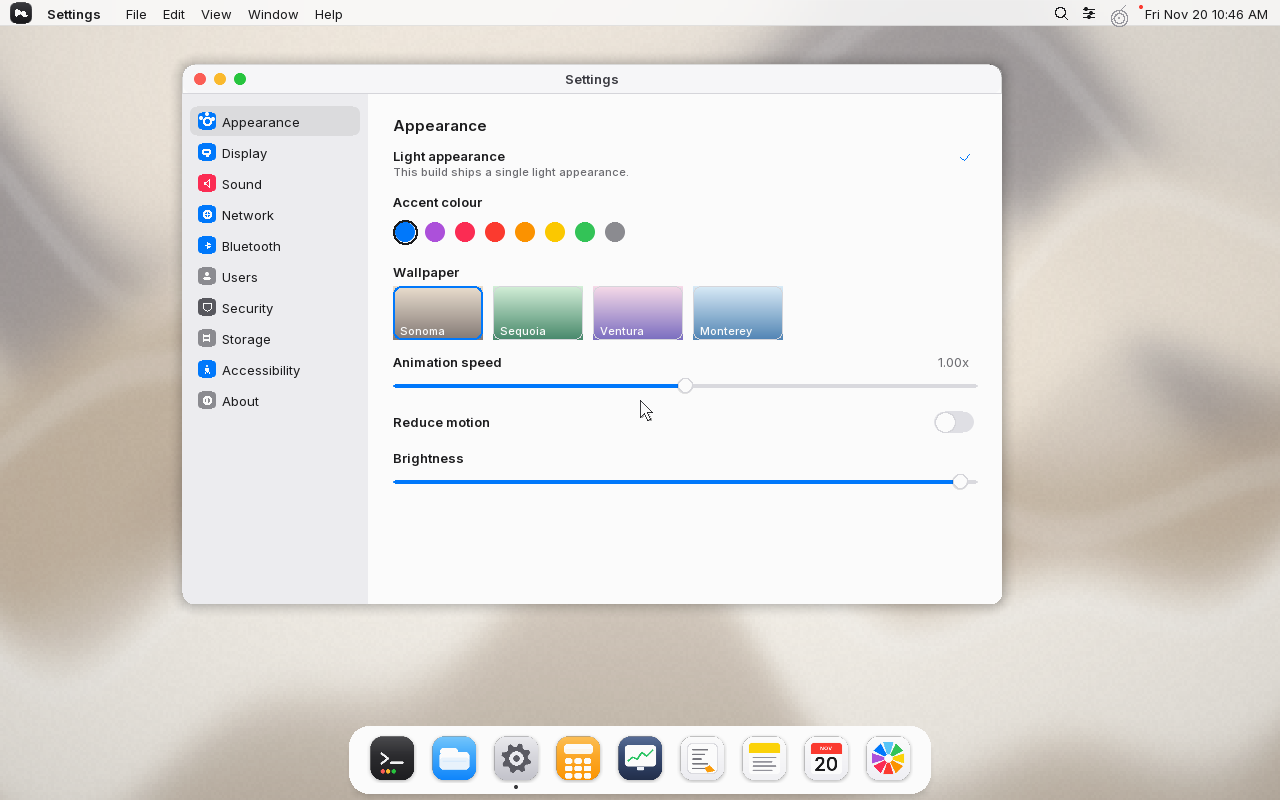 Settings File Edit View Window Help Fri Nov 20 10:46 AM
Settings
Appearance
Display
Sound
Network
Bluetooth
Users
Security
Storage
Accessibility
About
Appearance
Light appearance
This build ships a single light appearance.
Accent colour
Wallpaper
Sonoma Sequoia Ventura Monterey
Animation speed 1.00x
Reduce motion
Brightness
NOV
20